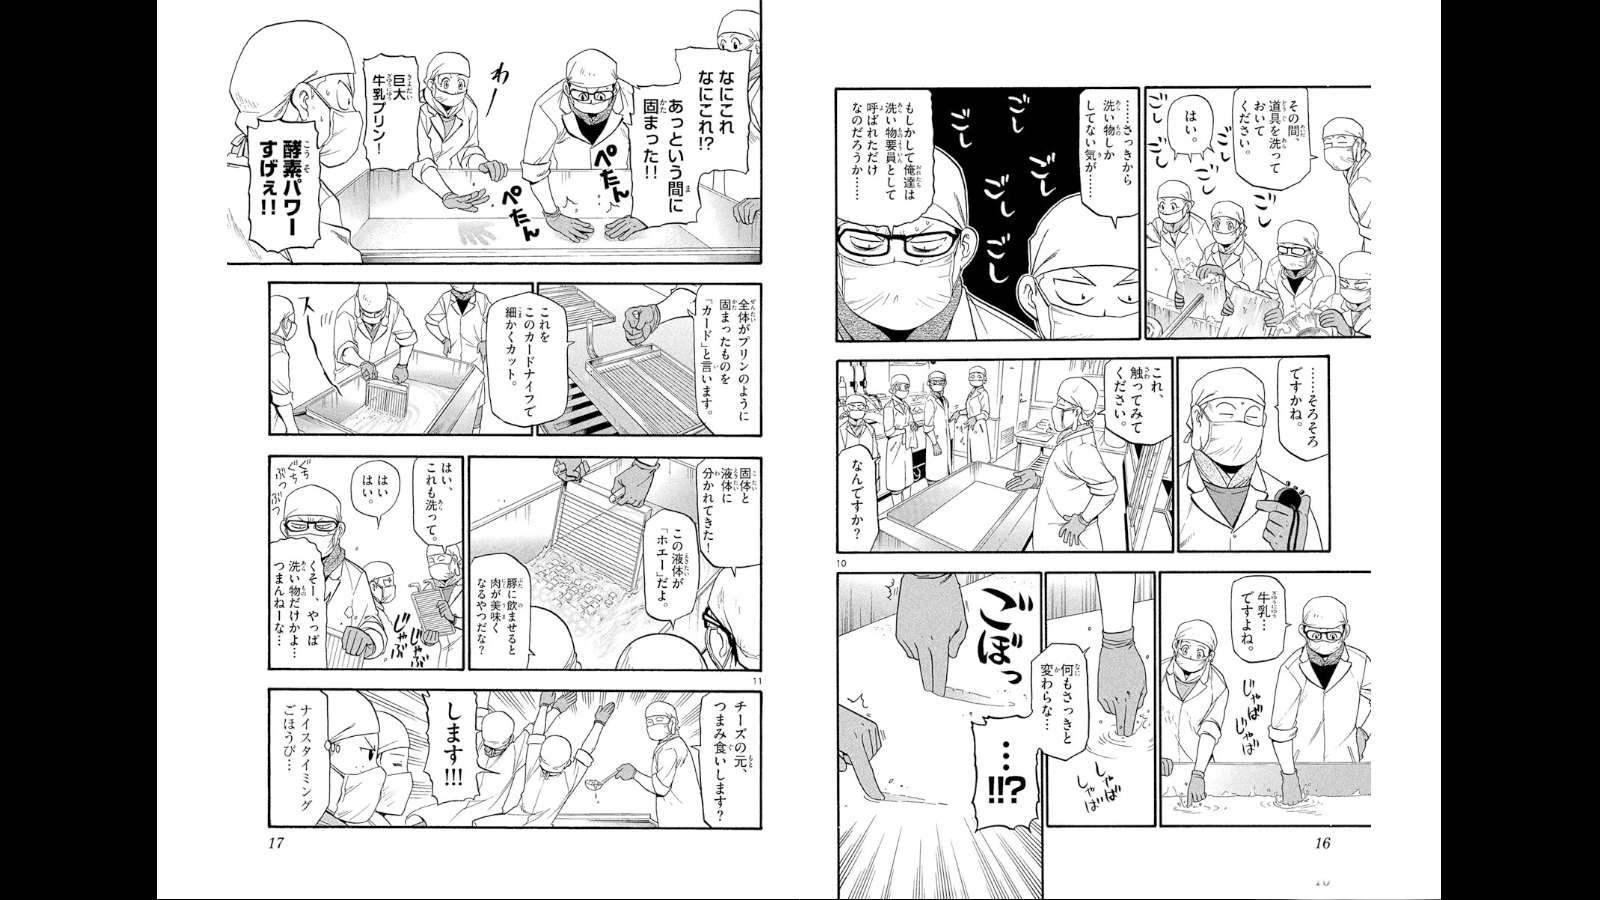 その間、
道具を洗って
おいて
ください。
はい。
ごし
ごし
ごし
ごし
……さっきから
洗い物しか
してない気が……
もしかして俺達は
洗い物要員として
呼ばれただけ
なのだろうか……
ごし
ごし
ごし
ごし
……そろそろ
ですかね。
これ、
触ってみて
ください。
なんですか？
10
牛乳…
ですよね。
じゃば
じゃば
何もさっきと
変わらな…
しゃば
しゃば
ごぼっ
…!!?
16
なにこれ
なにこれ!?
あっという間に
固まった!!
わー
巨大
牛乳プリン！
ぺたん
ぺたん
酵素パワー
すげぇ!!
全体がプリンのように
固まったものを
「カード」と言います。
これを
このカードナイフで
細かくカット。
スー
固体と
液体に
分かれてきた！
この液体が
「ホエー」だよ。
豚に飲ませると
肉が美味く
なるやつだな？
はい、
これも洗って。
はい
はい。
ぐち
ぐち
ぶつ
ぶつ
くそー、やっぱ
洗い物だけかよ…
つまんねーな…
じゃぶ
じゃぶ
11
チーズの元、
つまみ食いします？
します!!!
ナイスタイミング
ごほうび…
17